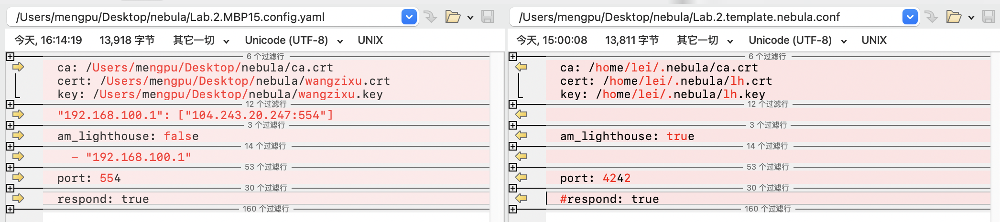 /Users/mengpu/Desktop/nebula/Lab.2.MBP15.config.yaml
今天, 16:14:19 13,918 字节 其它一切 Unicode (UTF-8) UNIX
6 个过滤行
ca: /Users/mengpu/Desktop/nebula/ca.crt
cert: /Users/mengpu/Desktop/nebula/wangzixu.crt
key: /Users/mengpu/Desktop/nebula/wangzixu.key
12 个过滤行
"192.168.100.1": ["104.243.20.247:554"]
3 个过滤行
am_lighthouse: false
14 个过滤行
- "192.168.100.1"
53 个过滤行
port: 554
30 个过滤行
respond: true
160 个过滤行
/Users/mengpu/Desktop/nebula/Lab.2.template.nebula.conf
今天, 15:00:08 13,811 字节 其它一切 Unicode (UTF-8) UNIX
6 个过滤行
ca: /home/lei/.nebula/ca.crt
cert: /home/lei/.nebula/lh.crt
key: /home/lei/.nebula/lh.key
12 个过滤行
3 个过滤行
am_lighthouse: true
14 个过滤行
53 个过滤行
port: 4242
30 个过滤行
#respond: true
160 个过滤行